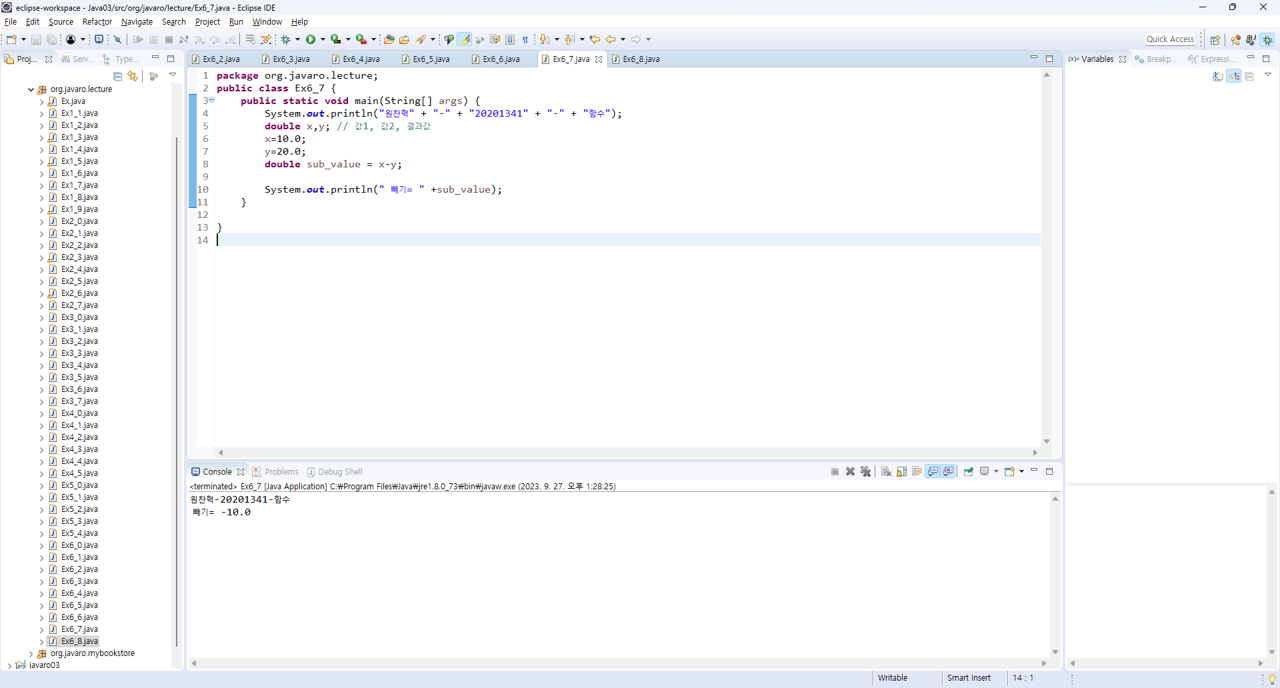 eclipse-workspace - Java03/src/org/javaro/lecture/Ex6_7.java - Eclipse IDE
File Edit Source Refactor Navigate Search Project Run Window Help
Quick Access
Proj... Serv... Type...
org.javaro.lecture
Ex.java
Ex1_1.java
Ex1_2.java
Ex1_3.java
Ex1_4.java
Ex1_5.java
Ex1_6.java
Ex1_7.java
Ex1_8.java
Ex1_9.java
Ex2_0.java
Ex2_1.java
Ex2_2.java
Ex2_3.java
Ex2_4.java
Ex2_5.java
Ex2_6.java
Ex2_7.java
Ex3_0.java
Ex3_1.java
Ex3_2.java
Ex3_3.java
Ex3_4.java
Ex3_5.java
Ex3_6.java
Ex3_7.java
Ex4_0.java
Ex4_1.java
Ex4_2.java
Ex4_3.java
Ex4_4.java
Ex4_5.java
Ex5_0.java
Ex5_1.java
Ex5_2.java
Ex5_3.java
Ex5_4.java
Ex6_0.java
Ex6_1.java
Ex6_2.java
Ex6_3.java
Ex6_4.java
Ex6_5.java
Ex6_6.java
Ex6_7.java
Ex6_8.java
org.javaro.mybookstore
javaro03
Ex6_2.java Ex6_3.java Ex6_4.java Ex6_5.java Ex6_6.java Ex6_7.java Ex6_8.java
1 package org.javaro.lecture;
2 public class Ex6_7 {
3 public static void main(String[] args) {
4 System.out.println("원찬혁" + "-" + "20201341" + "-" + "함수");
5 double x,y; // 값1, 값2, 결과값
6 x=10.0;
7 y=20.0;
8 double sub_value = x-y;
9
10 System.out.println(" 빼기= " +sub_value);
11 }
12
13 }
14
Console Problems Debug Shell
<terminated> Ex6_7 [Java Application] C:₩Program Files₩Java₩jre1.8.0_73₩bin₩javaw.exe (2023. 9. 27. 오후 1:28:25)
원찬혁-20201341-함수
빼기= -10.0
(x)= Variables Breakp... Expressi...
Writable Smart Insert 14 : 1